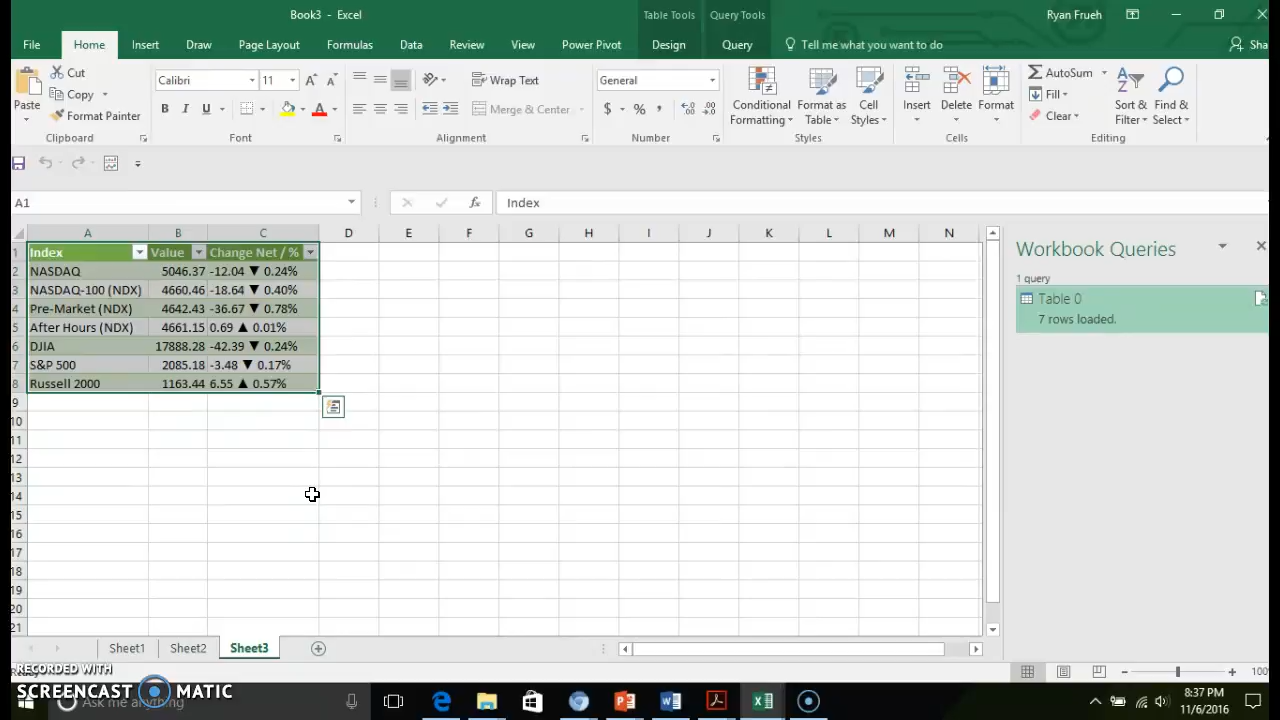 Book3 - Excel
Table Tools
Query Tools
Ryan Frueh
File
Home
Insert
Draw
Page Layout
Formulas
Data
Review
View
Power Pivot
Design
Query
Tell me what you want to do
Sha
Paste
Cut
Copy
Format Painter
Clipboard
Calibri
11
B I U
Font
Wrap Text
Merge & Center
Alignment
General
$ % ,
Number
Conditional
Formatting
Format as
Table
Cell
Styles
Styles
Insert
Delete
Format
Cells
AutoSum
Fill
Clear
Sort &
Filter
Find &
Select
Editing
A1
fx
Index
A B C D E F G H I J K L M N
1 Index Value Change Net / %
2 NASDAQ 5046.37 -12.04 ▼ 0.24%
3 NASDAQ-100 (NDX) 4660.46 -18.64 ▼ 0.40%
4 Pre-Market (NDX) 4642.43 -36.67 ▼ 0.78%
5 After Hours (NDX) 4661.15 0.69 ▲ 0.01%
6 DJIA 17888.28 -42.39 ▼ 0.24%
7 S&P 500 2085.18 -3.48 ▼ 0.17%
8 Russell 2000 1163.44 6.55 ▲ 0.57%
9
10
11
12
13
14
15
16
17
18
19
20
21
Workbook Queries
1 query
Table 0
7 rows loaded.
Sheet1
Sheet2
Sheet3
RECORDED WITH
SCREENCAST MATIC
Ask me anything
100
8:37 PM
11/6/2016